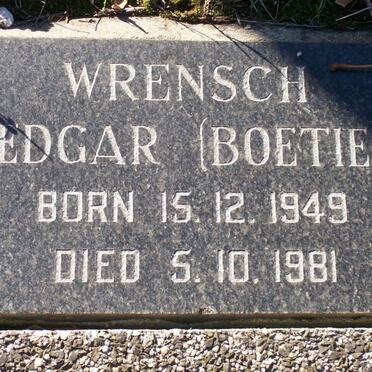 WRENSCH
EDGAR (BOETIE
BORN 15.12.1949
DIED 5.10.1981